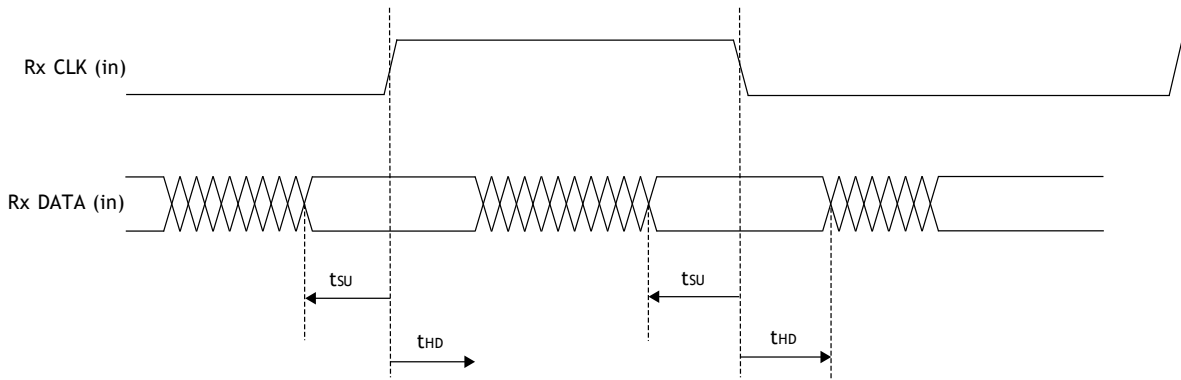 Rx CLK (in)
Rx DATA (in)
tSU
tSU
tHD
tHD